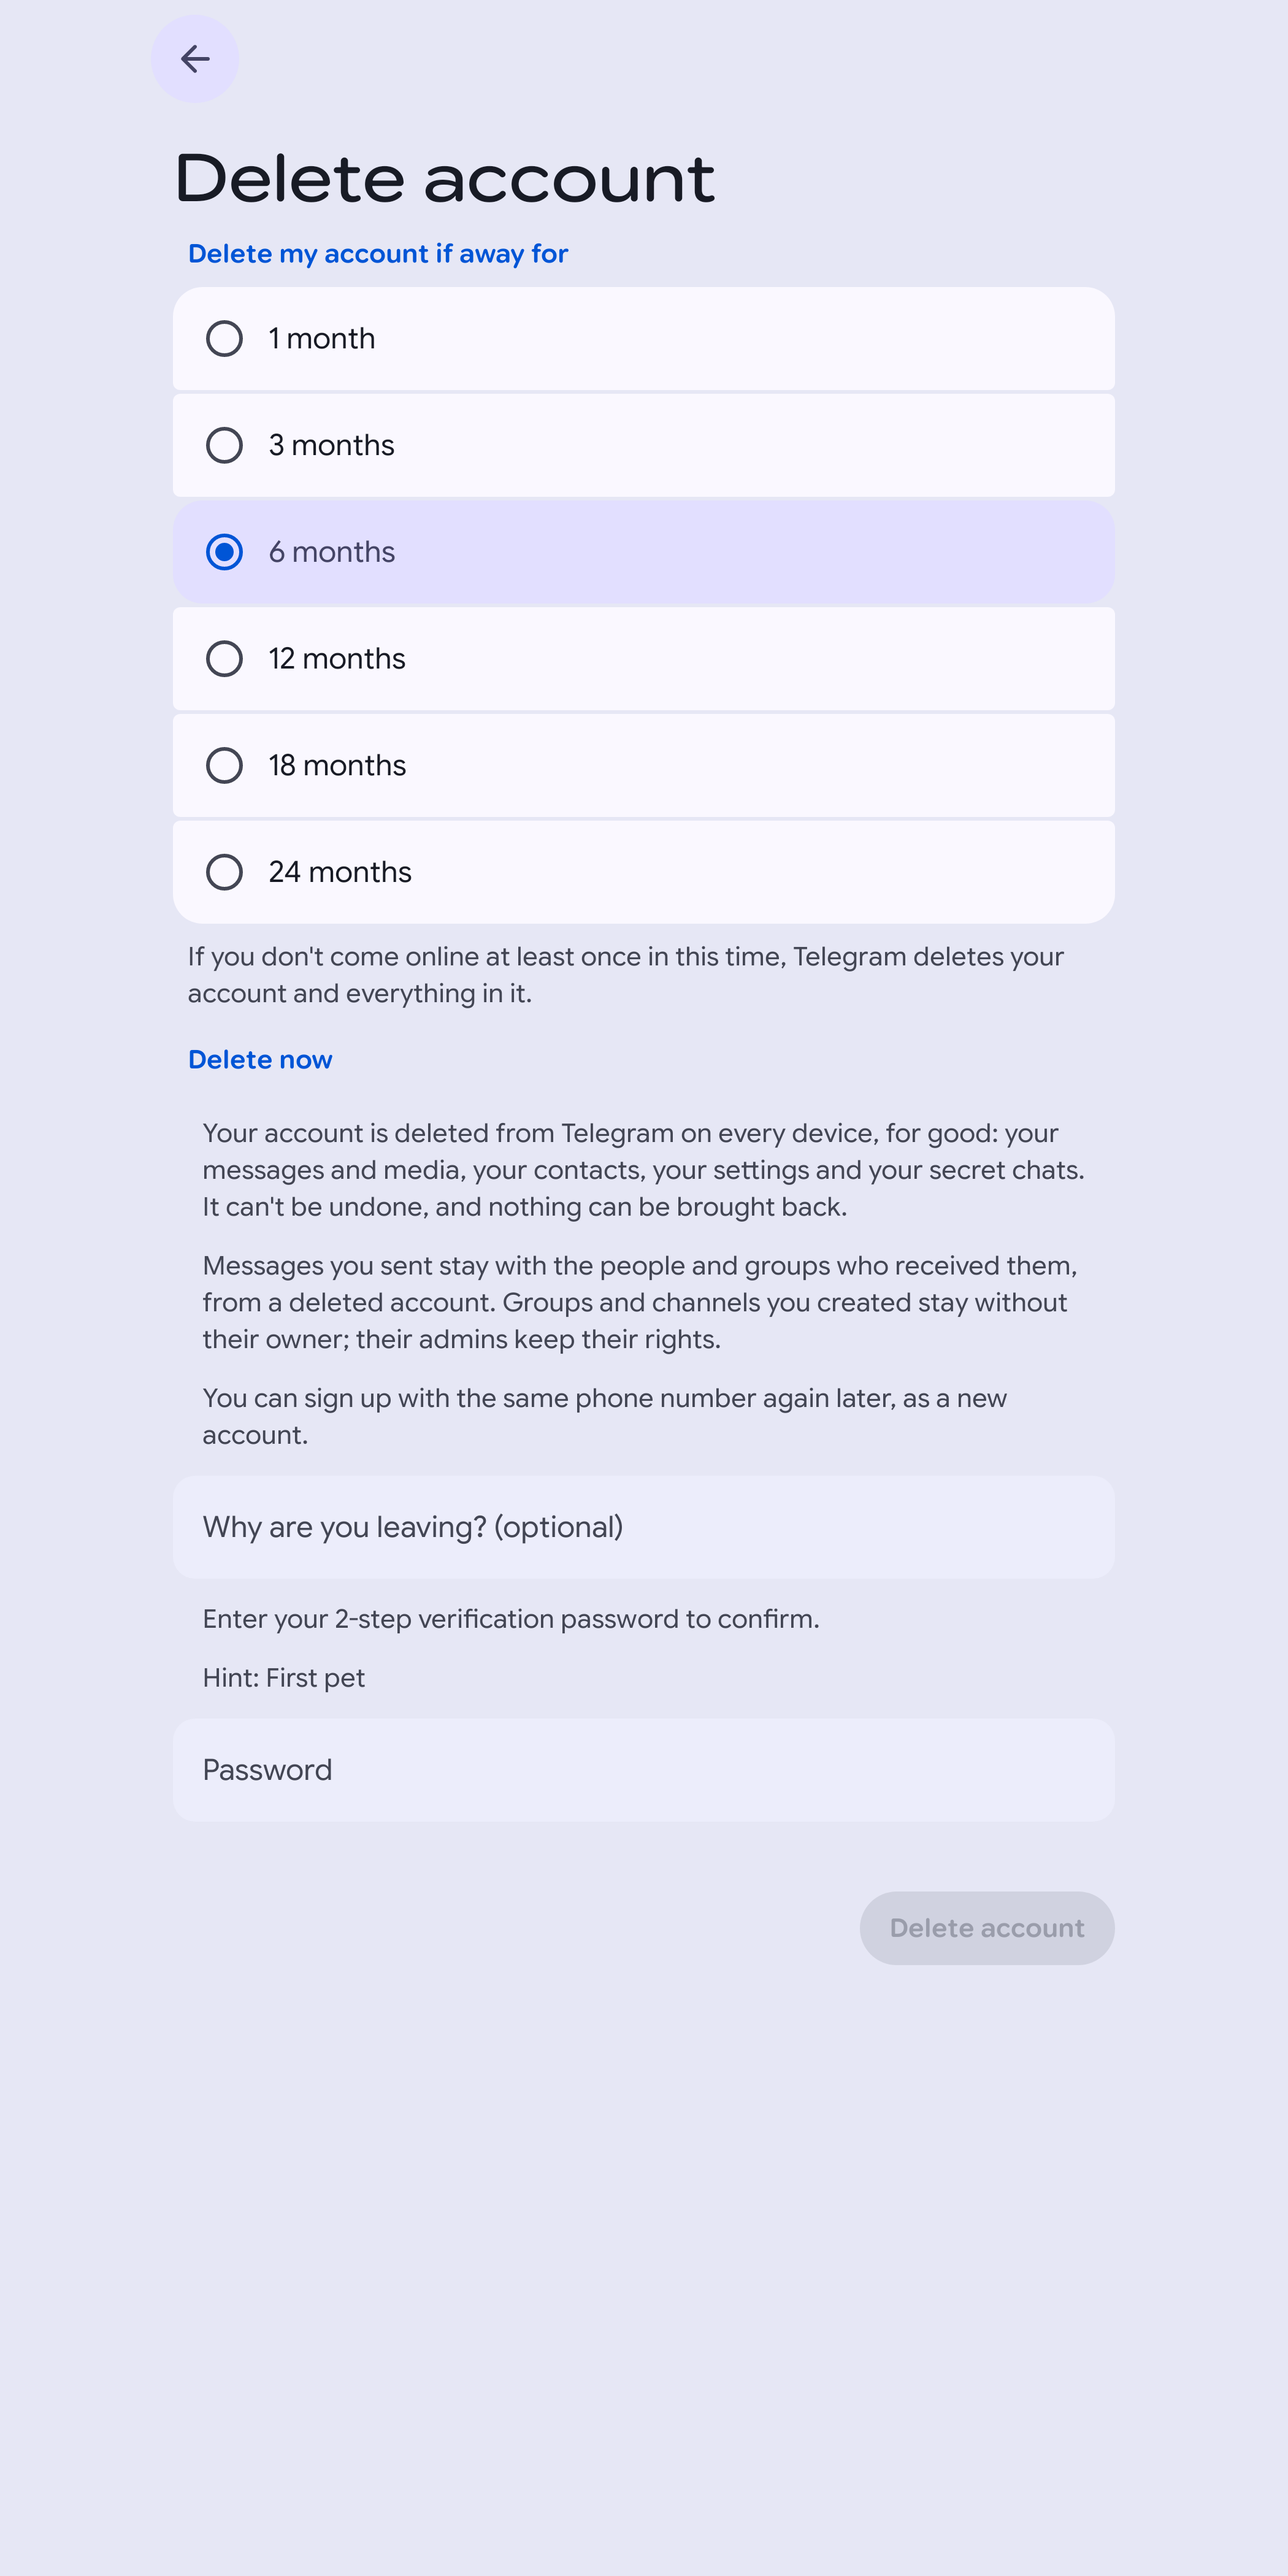 Delete account
Delete my account if away for
1 month
3 months
6 months
12 months
18 months
24 months
If you don't come online at least once in this time, Telegram deletes your
account and everything in it.
Delete now
Your account is deleted from Telegram on every device, for good: your
messages and media, your contacts, your settings and your secret chats.
It can't be undone, and nothing can be brought back.
Messages you sent stay with the people and groups who received them,
from a deleted account. Groups and channels you created stay without
their owner; their admins keep their rights.
You can sign up with the same phone number again later, as a new
account.
Why are you leaving? (optional)
Enter your 2-step verification password to confirm.
Hint: First pet
Password
Delete account